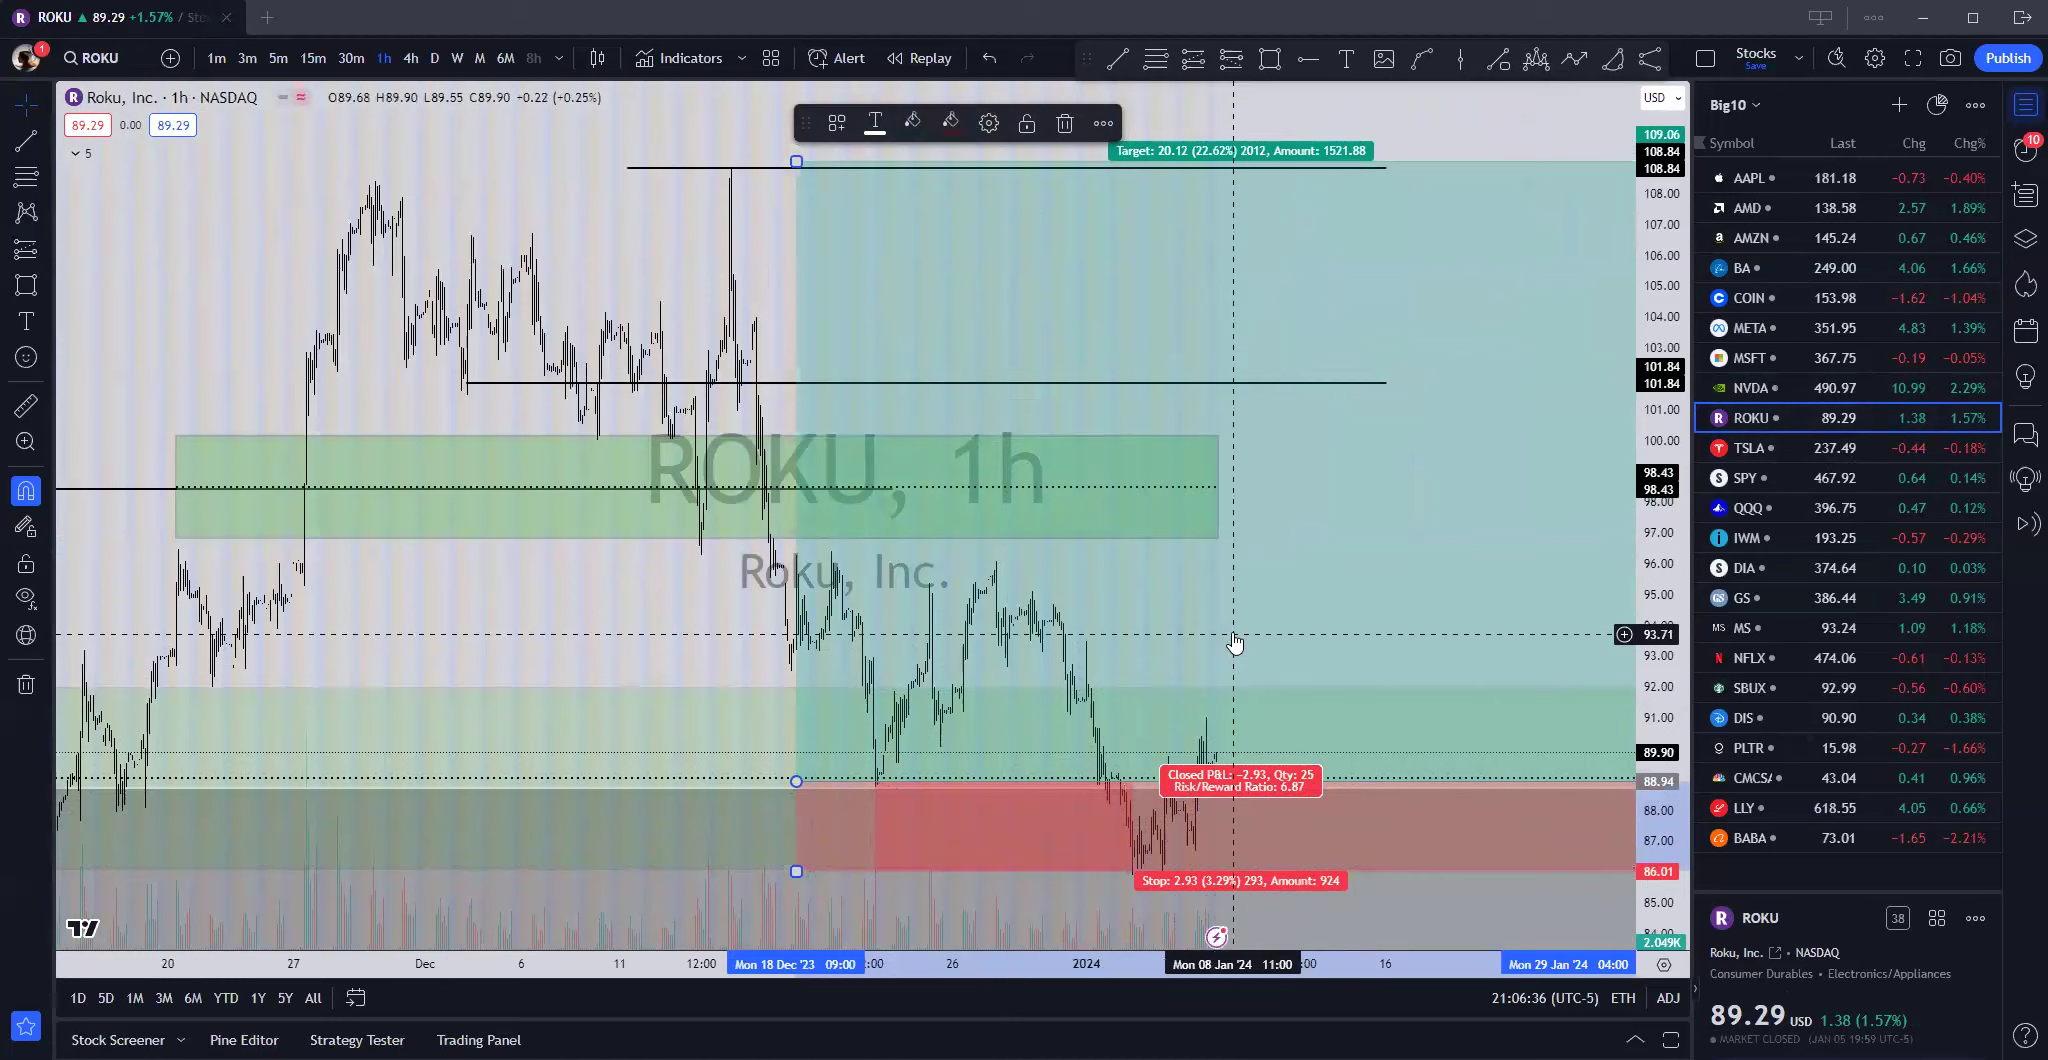 ROKU ▲ 89.29 +1.57% / Sto
1
ROKU
1m 3m 5m 15m 30m 1h 4h D W M 6M 8h
Indicators
Alert
Replay
Stocks
Save
Publish
Roku, Inc. · 1h · NASDAQ
O89.68 H89.90 L89.55 C89.90 +0.22 (+0.25%)
89.29 0.00 89.29
5
USD
Target: 20.12 (22.62%) 2012, Amount: 1521.88
109.06
108.84
108.84
108.00
107.00
106.00
105.00
104.00
103.00
101.84
101.84
101.00
100.00
98.43
98.43
98.00
97.00
96.00
95.00
93.71
93.00
92.00
91.00
89.90
88.94
88.00
87.00
86.01
85.00
84.00
2.049K
ROKU, 1h
Roku, Inc.
Closed P&L: −2.93, Qty: 25
Risk/Reward Ratio: 6.87
Stop: 2.93 (3.29%) 293, Amount: 924
20 27 Dec 6 11 12:00 Mon 18 Dec '23 09:00 :00 26 2024 Mon 08 Jan '24 11:00 :00 16 Mon 29 Jan '24 04:00
1D 5D 1M 3M 6M YTD 1Y 5Y All
21:06:36 (UTC-5) ETH ADJ
Stock Screener Pine Editor Strategy Tester Trading Panel
Big10
10
Symbol Last Chg Chg%
AAPL 181.18 −0.73 −0.40%
AMD 138.58 2.57 1.89%
AMZN 145.24 0.67 0.46%
BA 249.00 4.06 1.66%
COIN 153.98 −1.62 −1.04%
META 351.95 4.83 1.39%
MSFT 367.75 −0.19 −0.05%
NVDA 490.97 10.99 2.29%
ROKU 89.29 1.38 1.57%
TSLA 237.49 −0.44 −0.18%
SPY 467.92 0.64 0.14%
QQQ 396.75 0.47 0.12%
IWM 193.25 −0.57 −0.29%
DIA 374.64 0.10 0.03%
GS 386.44 3.49 0.91%
MS 93.24 1.09 1.18%
NFLX 474.06 −0.61 −0.13%
SBUX 92.99 −0.56 −0.60%
DIS 90.90 0.34 0.38%
PLTR 15.98 −0.27 −1.66%
CMCSA 43.04 0.41 0.96%
LLY 618.55 4.05 0.66%
BABA 73.01 −1.65 −2.21%
ROKU
38
Roku, Inc. · NASDAQ
Consumer Durables · Electronics/Appliances
89.29 USD 1.38 (1.57%)
MARKET CLOSED (JAN 05 19:59 UTC-5)